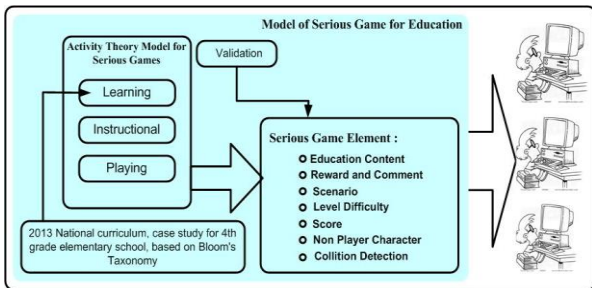 Model of Serious Game for Education
Activity Theory Model for
Serious Games
Validation
Learning
Instructional
Playing
Serious Game Element :
Education Content
Reward and Comment
Scenario
Level Difficulty
Score
Non Player Character
Collition Detection
2013 National curriculum, case study for 4th
grade elementary school, based on Bloom's
Taxonomy